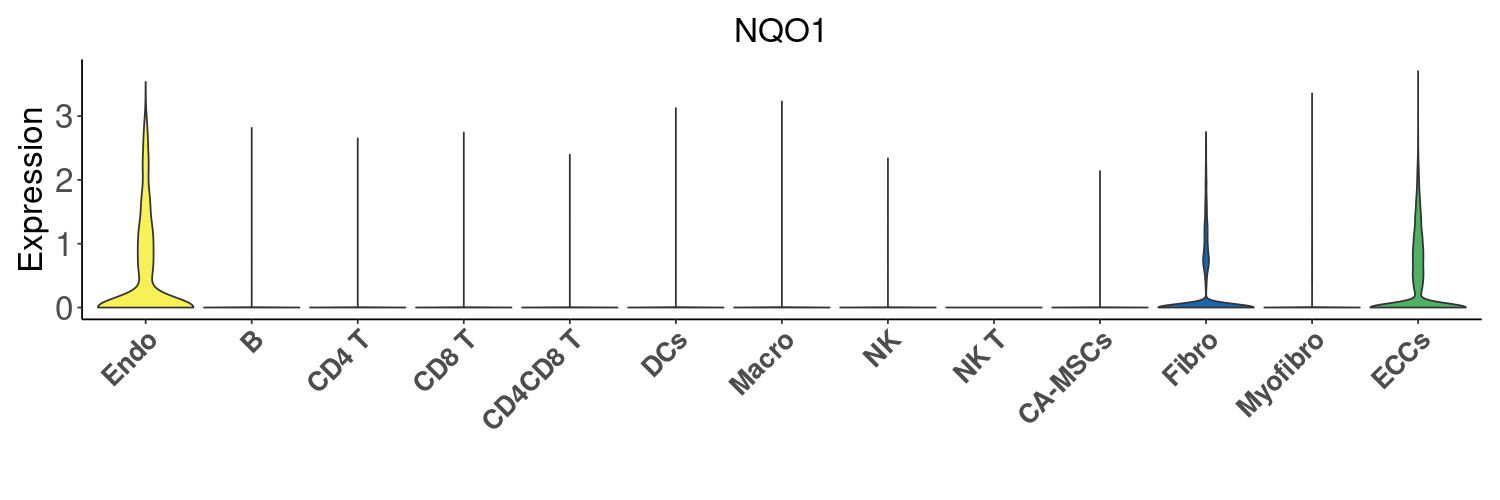 NQO1
Expression
3
2
1
0
Endo
B
CD4 T
CD8 T
CD4CD8 T
DCs
Macro
NK
NK T
CA-MSCs
Fibro
Myofibro
ECCs